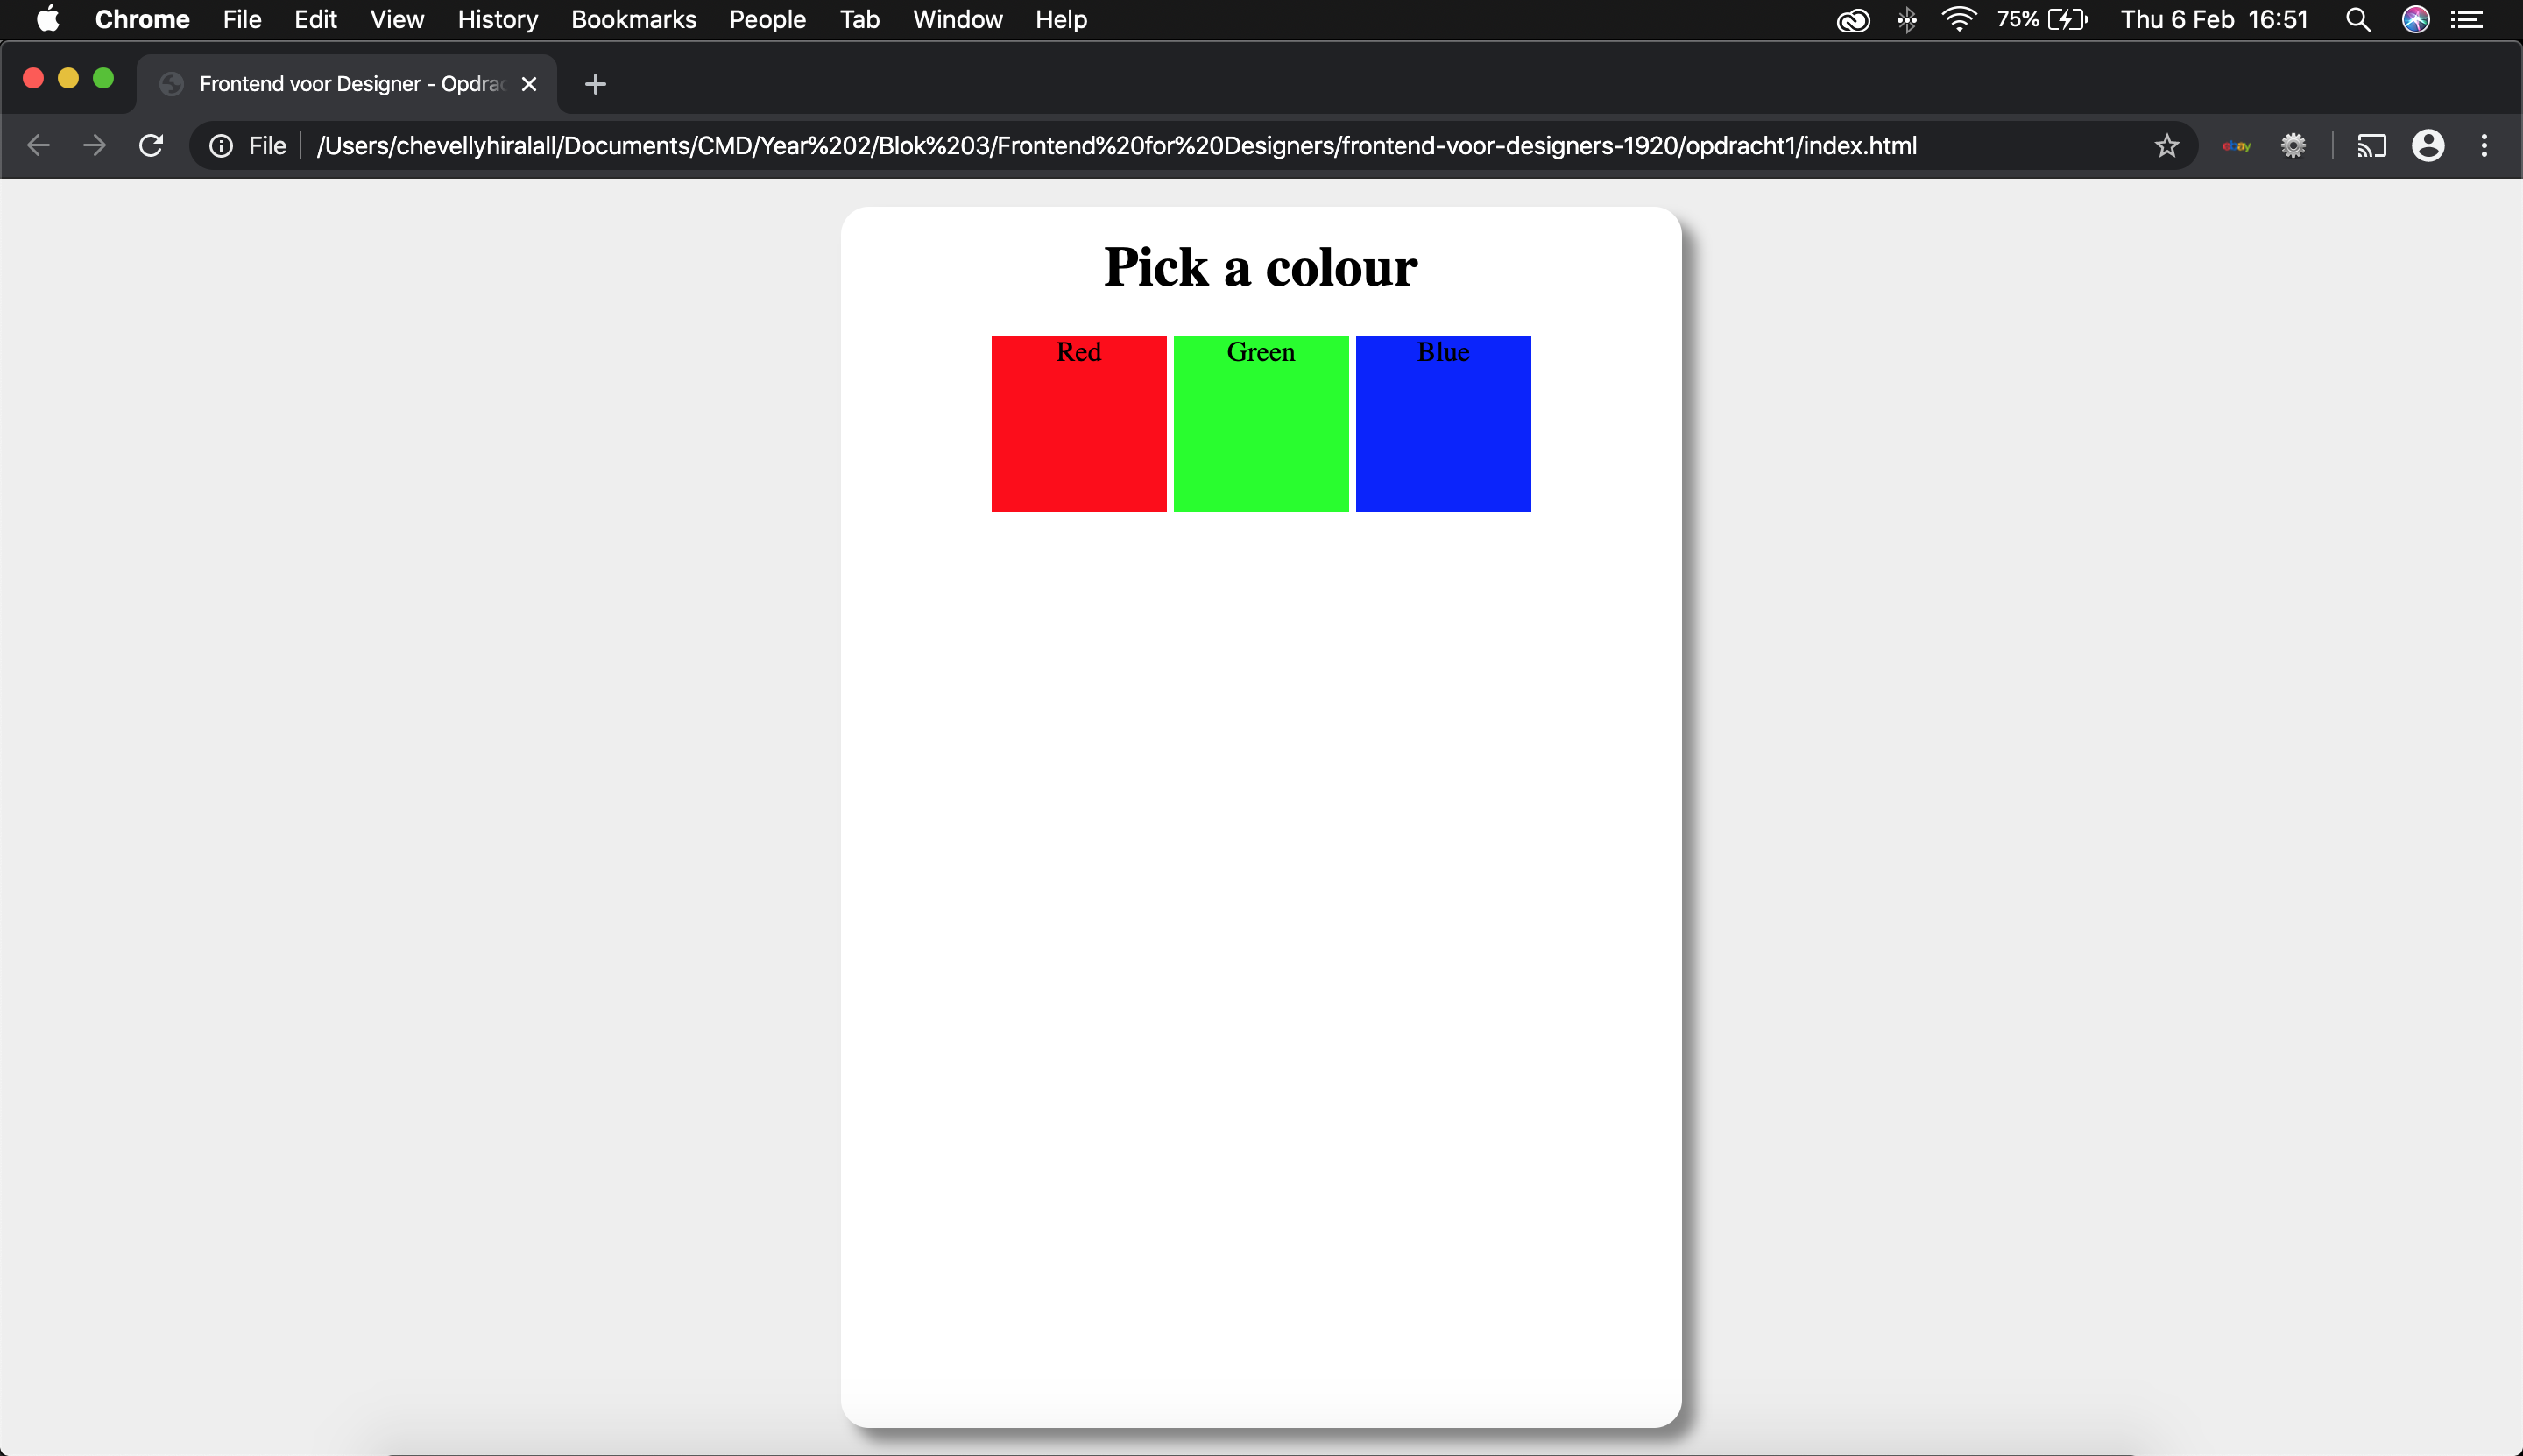 Chrome File Edit View History Bookmarks People Tab Window Help 75% Thu 6 Feb 16:51
Frontend voor Designer - Opdrac
File /Users/chevellyhiralall/Documents/CMD/Year%202/Blok%203/Frontend%20for%20Designers/frontend-voor-designers-1920/opdracht1/index.html ebay
Pick a colour
Red Green Blue